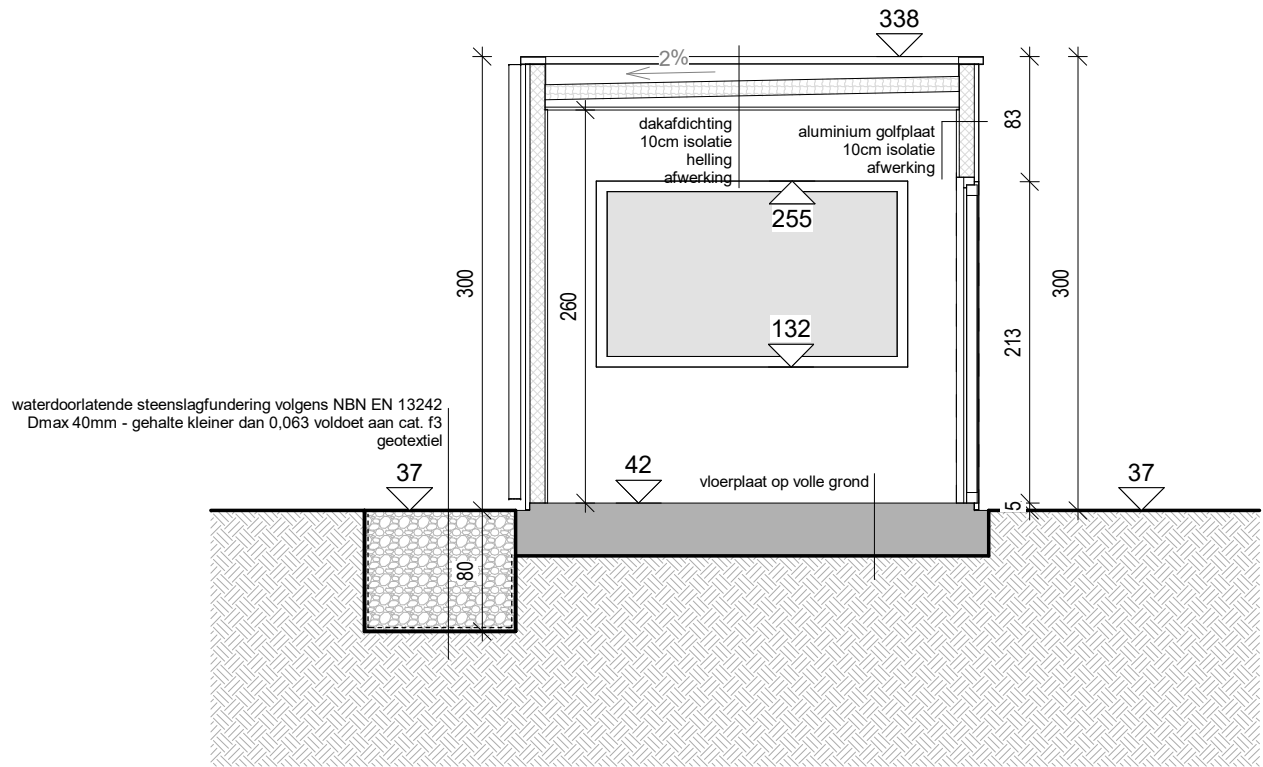 338
2%
dakafdichting
10cm isolatie
helling
afwerking
aluminium golfplaat
10cm isolatie
afwerking
83
255
300
260
300
132
213
waterdoorlatende steenslagfundering volgens NBN EN 13242
Dmax 40mm - gehalte kleiner dan 0,063 voldoet aan cat. f3
geotextiel
37
42
vloerplaat op volle grond
37
5
80